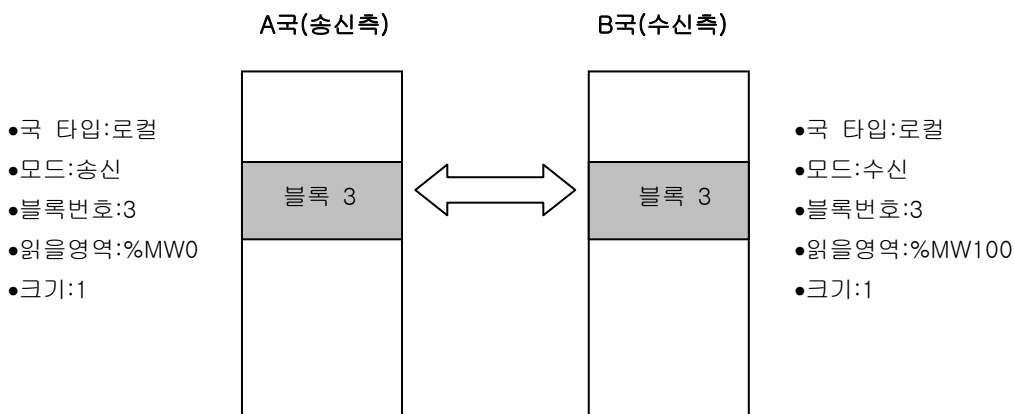 A국(송신측)
B국(수신측)
●국 타입:로컬
●모드:송신
●블록번호:3
●읽을영역:%MW0
●크기:1
블록 3
블록 3
●국 타입:로컬
●모드:수신
●블록번호:3
●읽을영역:%MW100
●크기:1